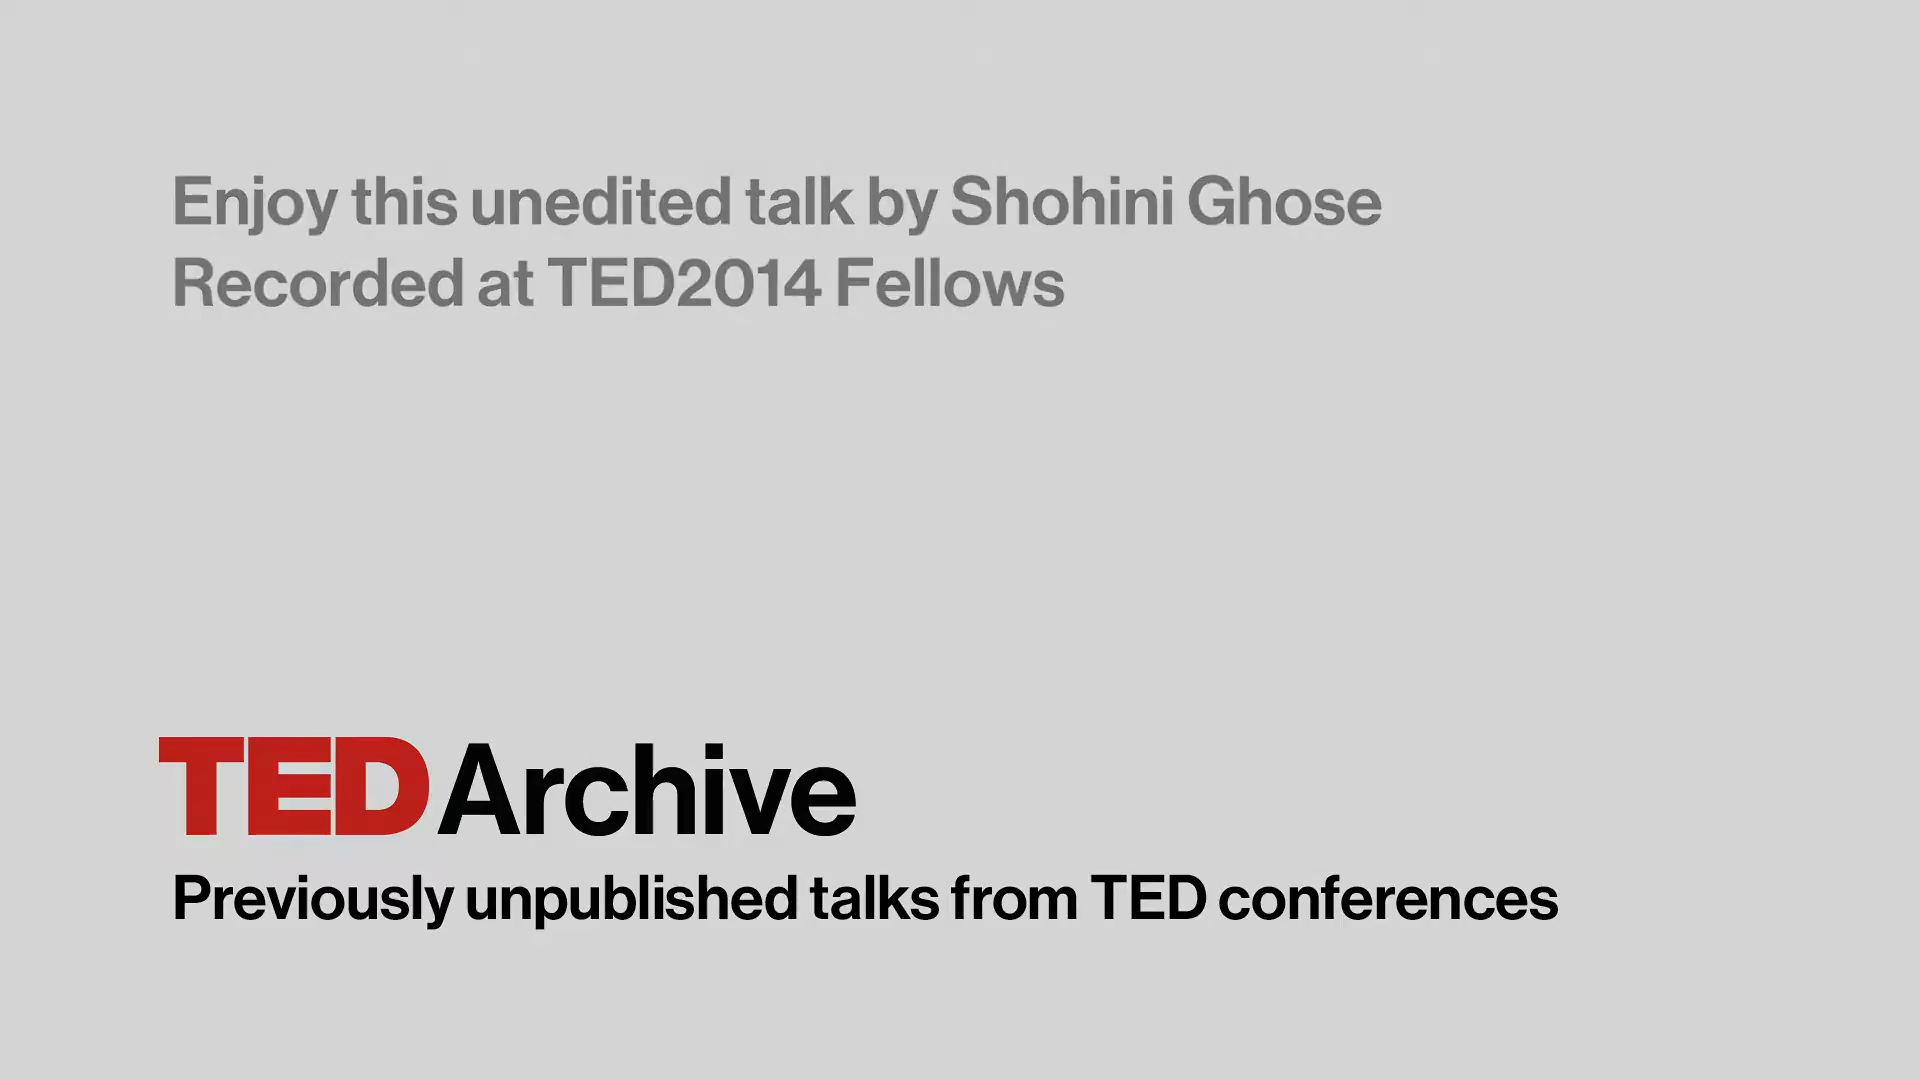 Enjoy this unedited talk by Shohini Ghose
Recorded at TED2014 Fellows
TED Archive
Previously unpublished talks from TED conferences